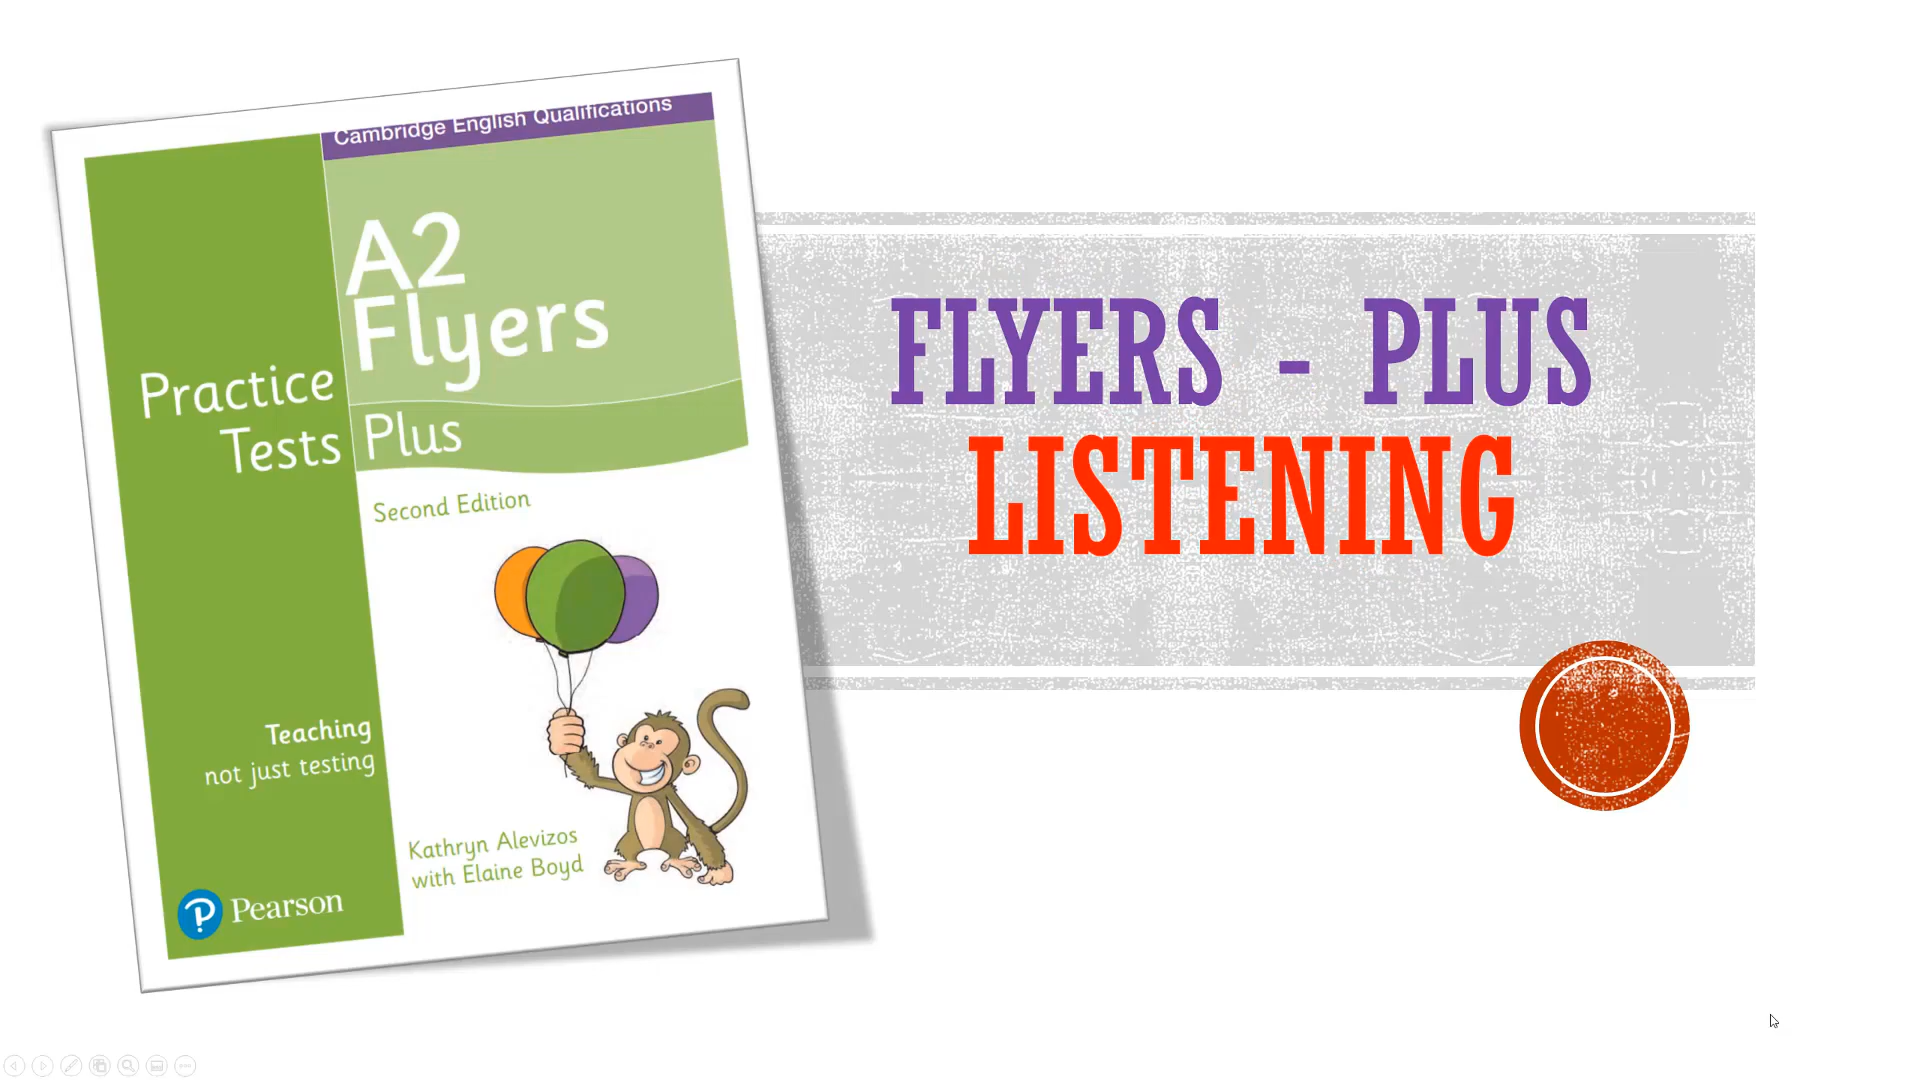 Cambridge English Qualifications
A2
Flyers
Practice
Tests
Plus
Second Edition
Teaching
not just testing
Kathryn Alevizos
with Elaine Boyd
Pearson
FLYERS - PLUS
LISTENING